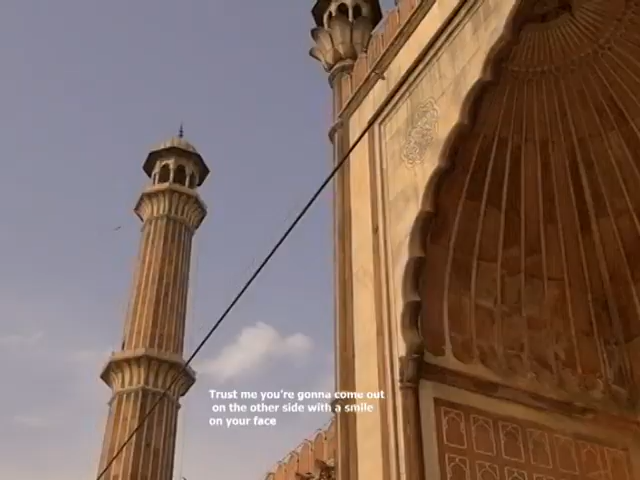 Trust me you're gonna come out
on the other side with a smile
on your face